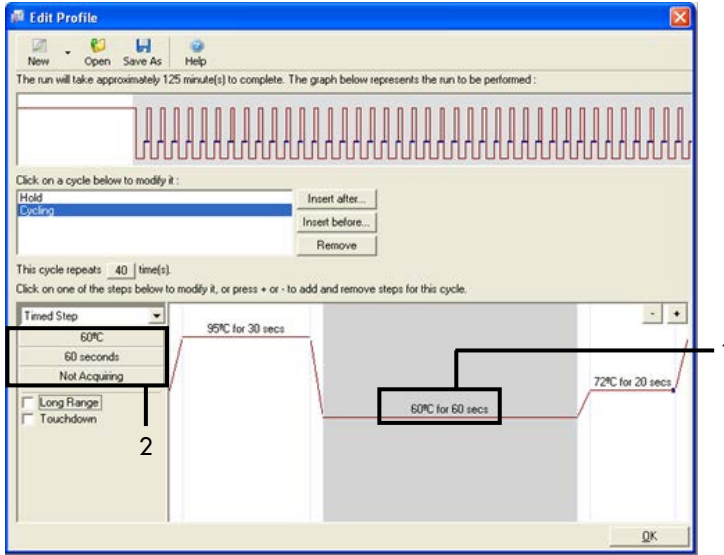 Edit Profile
New Open Save As Help
The run will take approximately 125 minute(s) to complete. The graph below represents the run to be performed :
Click on a cycle below to modify it :
Hold
Cycling
Insert after...
Insert before...
Remove
This cycle repeats 40 time(s).
Click on one of the steps below to modify it, or press + or - to add and remove steps for this cycle.
Timed Step
- +
60ºC
60 seconds
Not Acquiring
Long Range
Touchdown
95ºC for 30 secs
60ºC for 60 secs
72ºC for 20 secs
2
OK